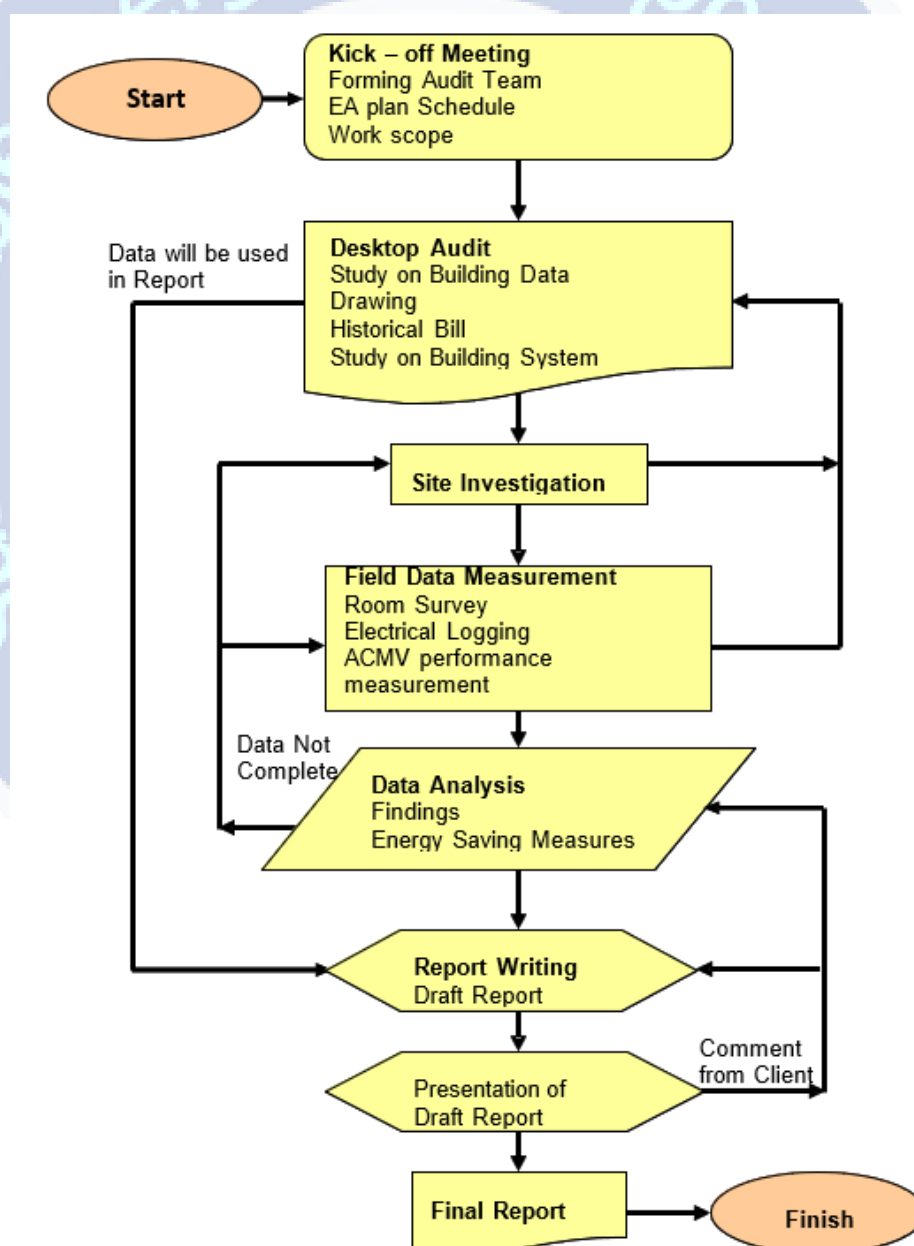 Start
Kick – off Meeting
Forming Audit Team
EA plan Schedule
Work scope
Data will be used
in Report
Desktop Audit
Study on Building Data
Drawing
Historical Bill
Study on Building System
Site Investigation
Field Data Measurement
Room Survey
Electrical Logging
ACMV performance
measurement
Data Not
Complete
Data Analysis
Findings
Energy Saving Measures
Report Writing
Draft Report
Comment
from Client
Presentation of
Draft Report
Final Report
Finish